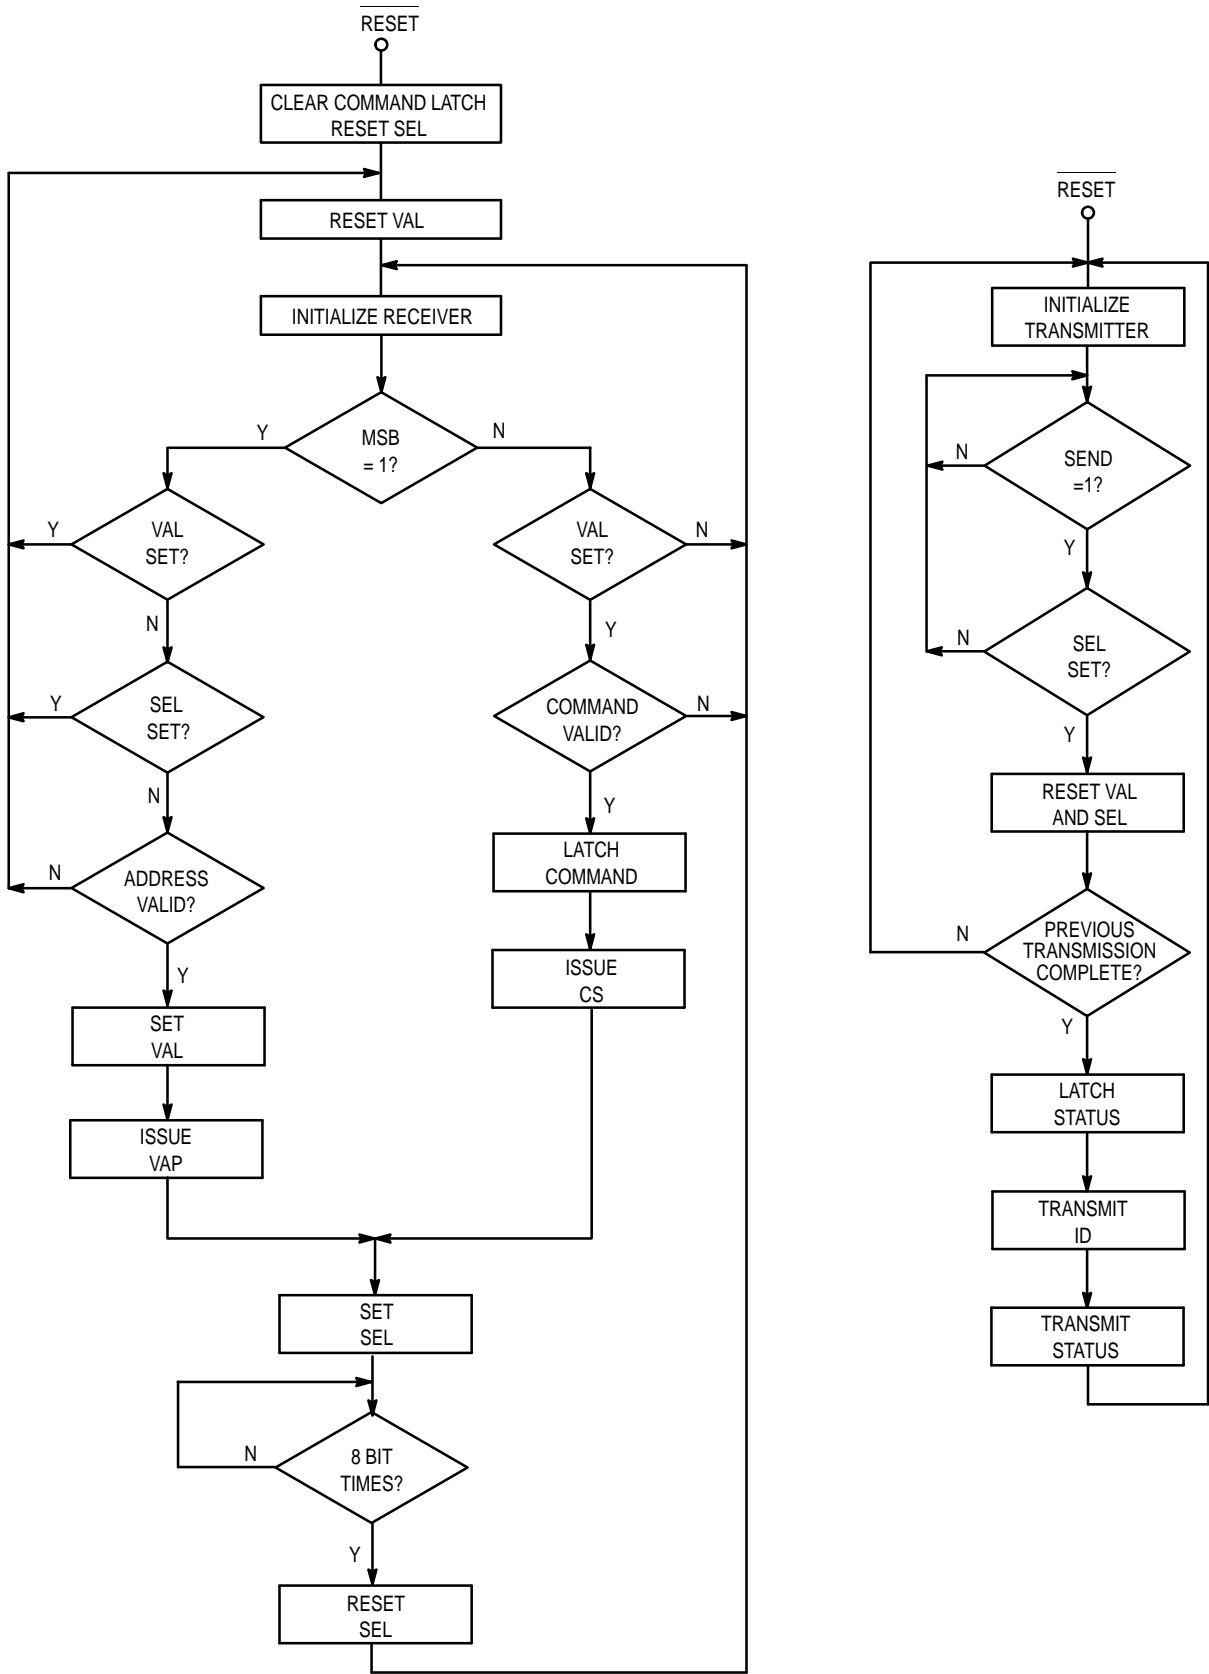 RESET
CLEAR COMMAND LATCH
RESET SEL
RESET VAL
INITIALIZE RECEIVER
MSB
= 1?
Y
N
VAL
SET?
Y
N
VAL
SET?
N
Y
SEL
SET?
Y
N
COMMAND
VALID?
N
Y
ADDRESS
VALID?
N
Y
LATCH
COMMAND
ISSUE
CS
SET
VAL
ISSUE
VAP
SET
SEL
8 BIT
TIMES?
N
Y
RESET
SEL
RESET
INITIALIZE
TRANSMITTER
SEND
=1?
N
Y
SEL
SET?
N
Y
RESET VAL
AND SEL
PREVIOUS
TRANSMISSION
COMPLETE?
N
Y
LATCH
STATUS
TRANSMIT
ID
TRANSMIT
STATUS